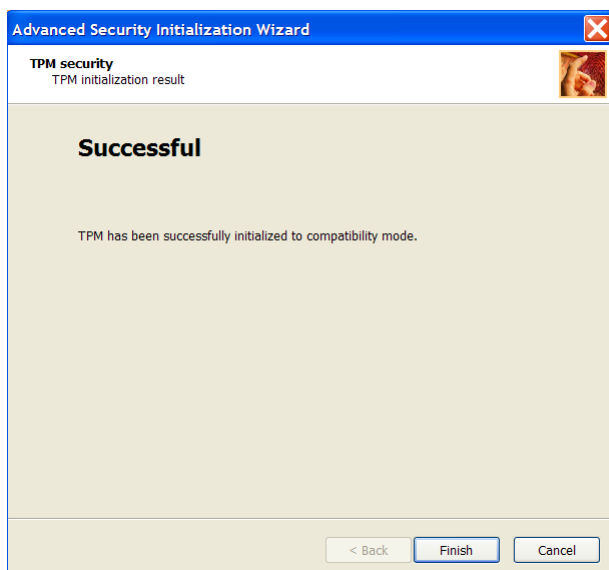 Advanced Security Initialization Wizard
TPM security
TPM initialization result
Successful
TPM has been successfully initialized to compatibility mode.
< Back Finish Cancel